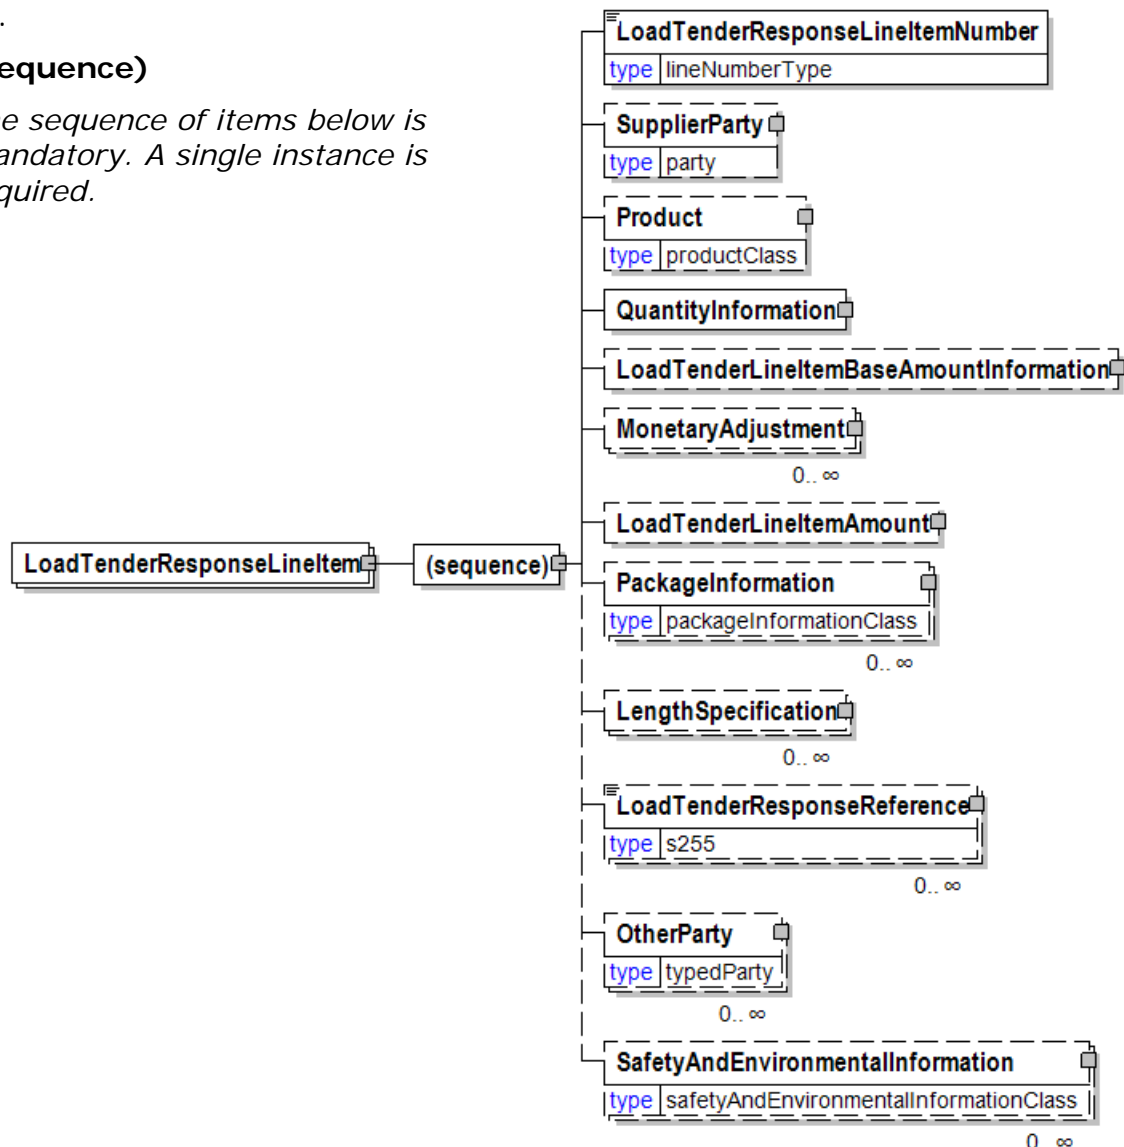 .
equence)
e sequence of items below is
andatory. A single instance is
quired.
LoadTenderResponseLineItem
(sequence)
LoadTenderResponseLineItemNumber
type lineNumberType
SupplierParty
type party
Product
type productClass
QuantityInformation
LoadTenderLineItemBaseAmountInformation
MonetaryAdjustment
0.. ∞
LoadTenderLineItemAmount
PackageInformation
type packageInformationClass
0.. ∞
LengthSpecification
0.. ∞
LoadTenderResponseReference
type s255
0.. ∞
OtherParty
type typedParty
0.. ∞
SafetyAndEnvironmentalInformation
type safetyAndEnvironmentalInformationClass
0.. ∞